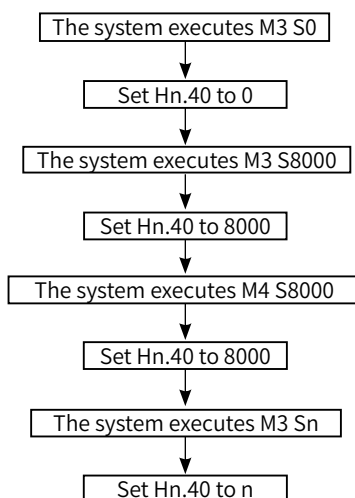 The system executes M3 S0
Set Hn.40 to 0
The system executes M3 S8000
Set Hn.40 to 8000
The system executes M4 S8000
Set Hn.40 to 8000
The system executes M3 Sn
Set Hn.40 to n